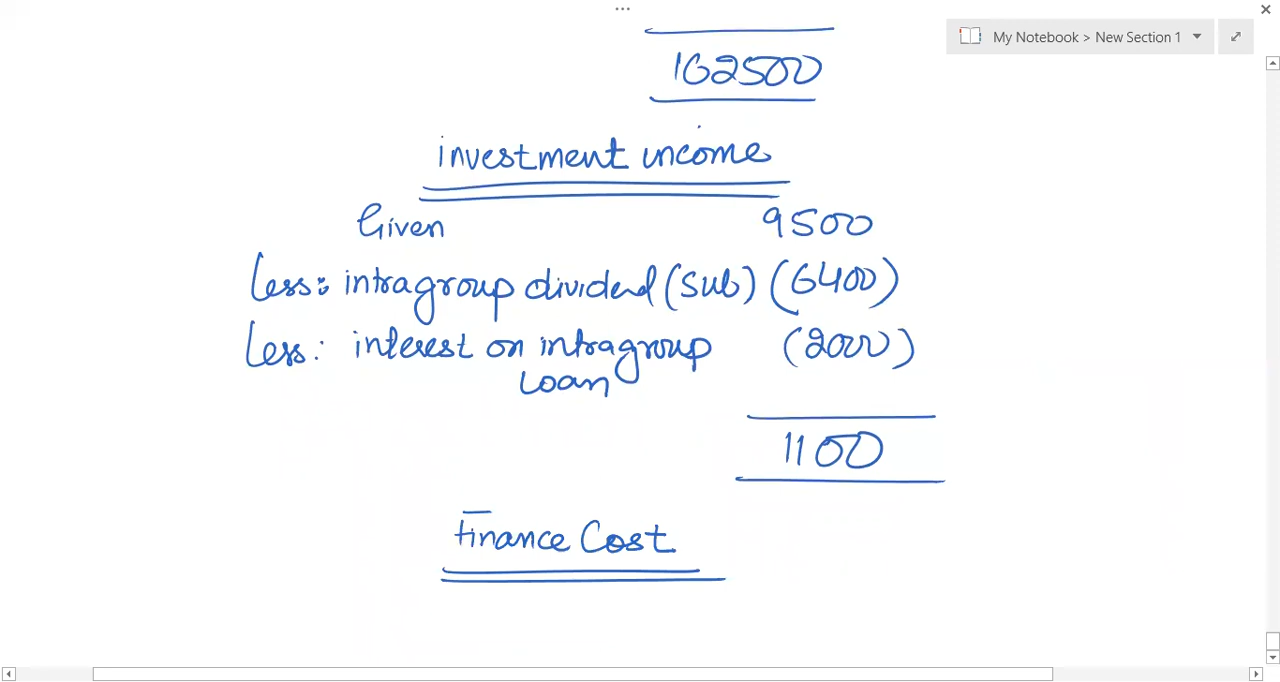 ...
My Notebook > New Section 1
162500
investment income
Given 9500
Less: intragroup dividend (Sub) (6400)
Less: interest on intragroup (2000)
Loan
1100
Finance Cost